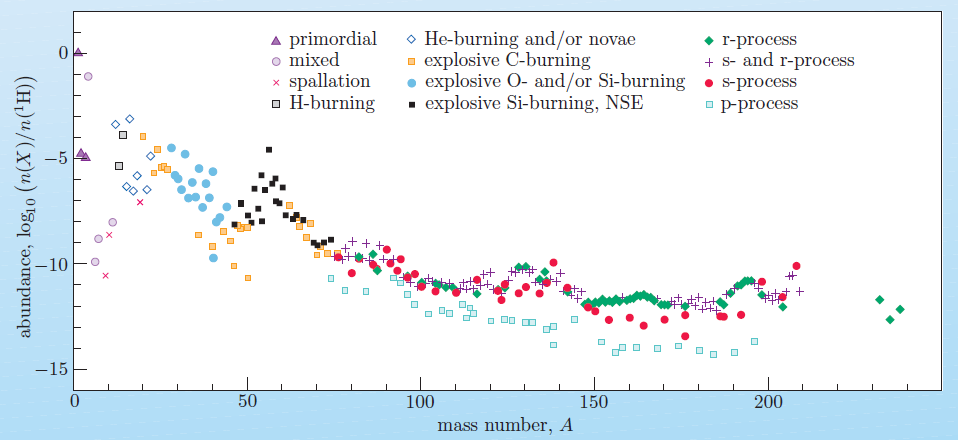 primordial
mixed
spallation
H-burning
He-burning and/or novae
explosive C-burning
explosive O- and/or Si-burning
explosive Si-burning, NSE
r-process
s- and r-process
s-process
p-process
abundance, log₁₀ (n(X)/n(¹H))
0
−5
−10
−15
0
50
100
150
200
mass number, A